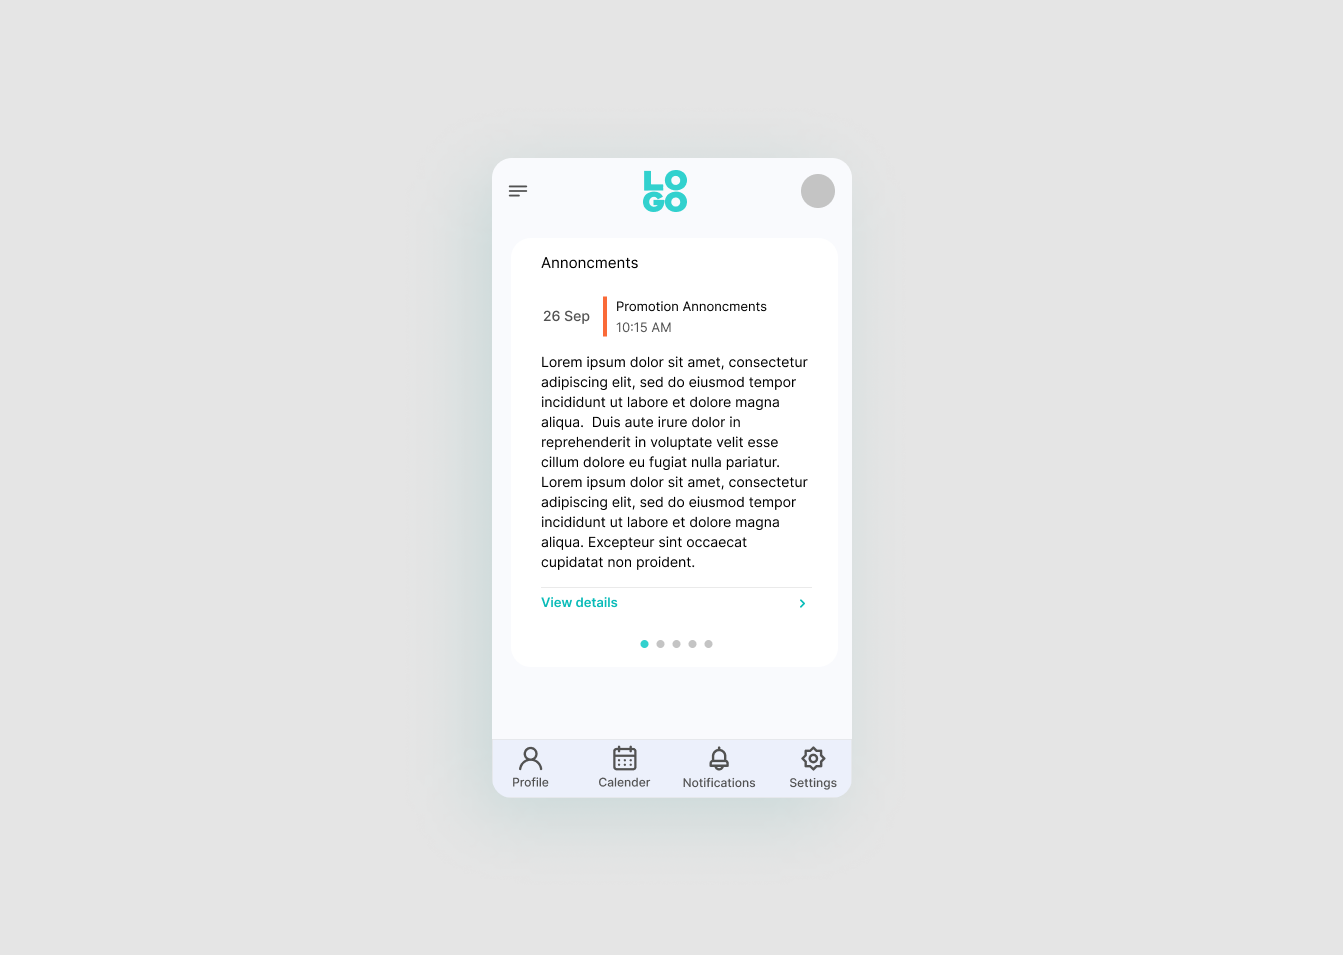 LO
GO
Annoncments
26 Sep
Promotion Annoncments
10:15 AM
Lorem ipsum dolor sit amet, consectetur
adipiscing elit, sed do eiusmod tempor
incididunt ut labore et dolore magna
aliqua.  Duis aute irure dolor in
reprehenderit in voluptate velit esse
cillum dolore eu fugiat nulla pariatur.
Lorem ipsum dolor sit amet, consectetur
adipiscing elit, sed do eiusmod tempor
incididunt ut labore et dolore magna
aliqua. Excepteur sint occaecat
cupidatat non proident.
View details
Profile
Calender
Notifications
Settings